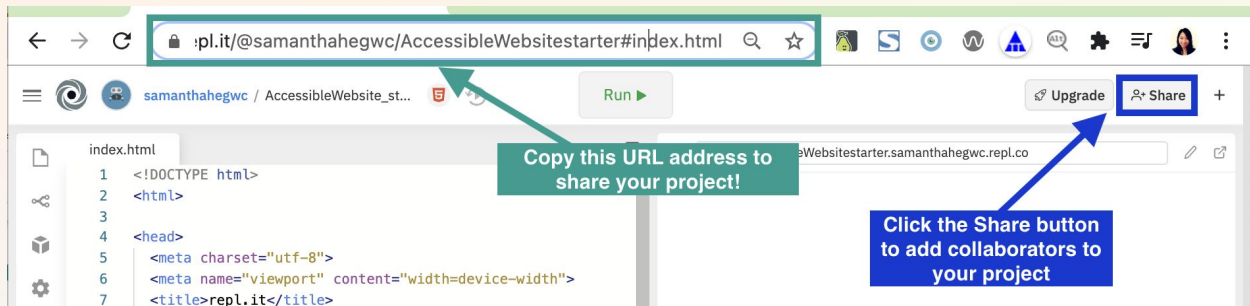 ɪpl.it/@samanthahegwc/AccessibleWebsitestarter#index.html
Alt
samanthahegwc / AccessibleWebsite_st...
5
Run
Upgrade
Share
+
index.html
Copy this URL address to
share your project!
eWebsitestarter.samanthahegwc.repl.co
1 <!DOCTYPE html>
2 <html>
3
4 <head>
5 <meta charset="utf-8">
6 <meta name="viewport" content="width=device-width">
7 <title>repl.it</title>
Click the Share button
to add collaborators to
your project